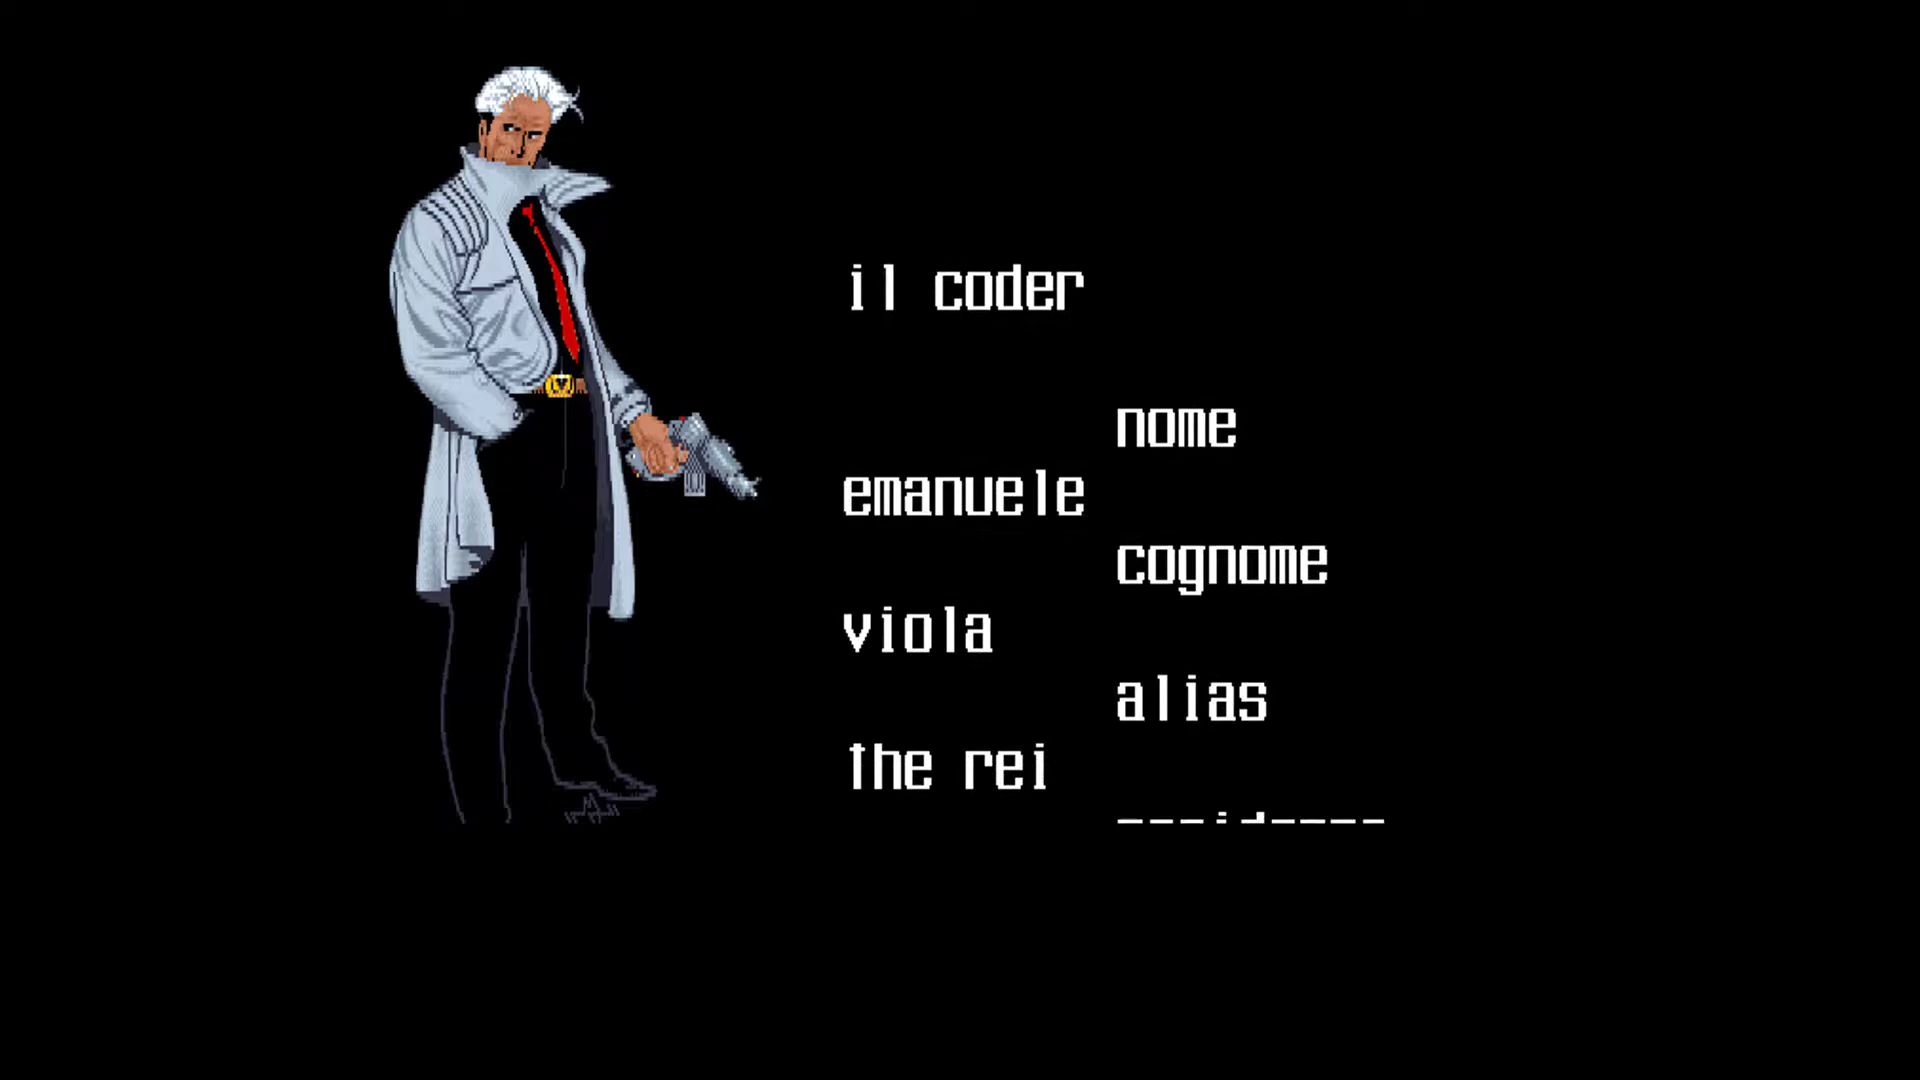 il coder
nome
emanuele
cognome
viola
alias
the rei